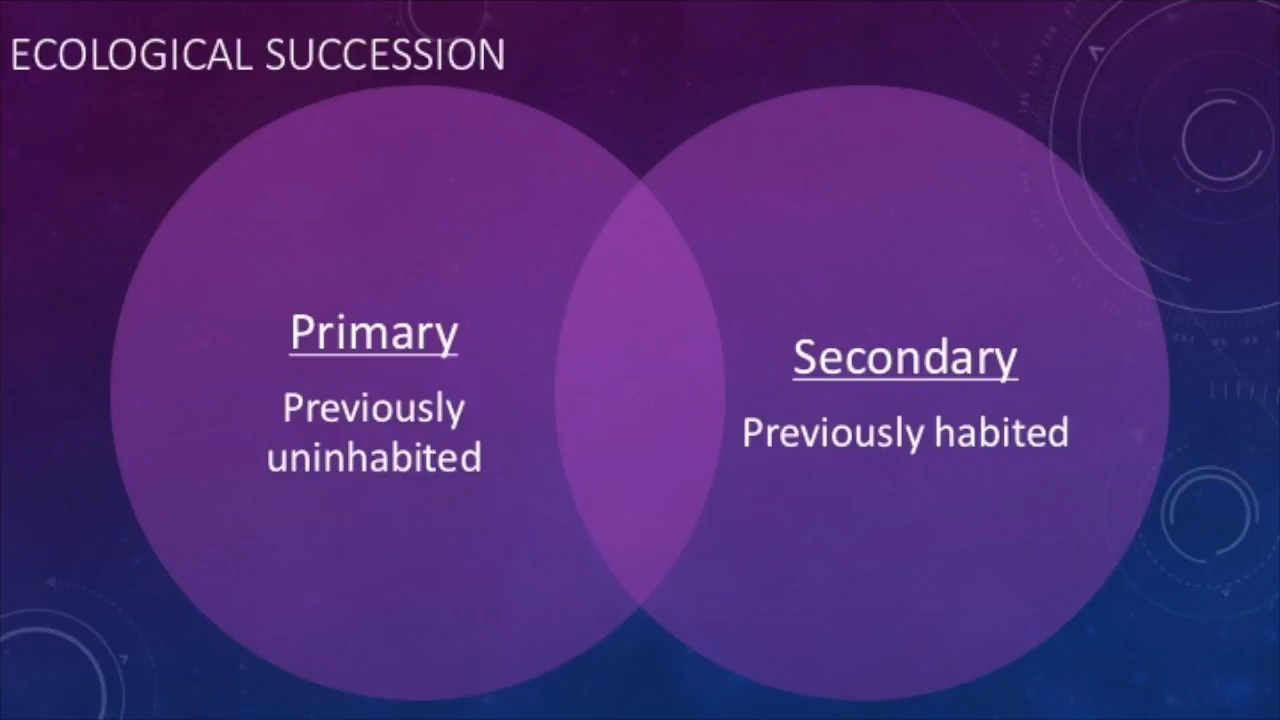 ECOLOGICAL SUCCESSION
Primary
Previously
uninhabited
Secondary
Previously habited